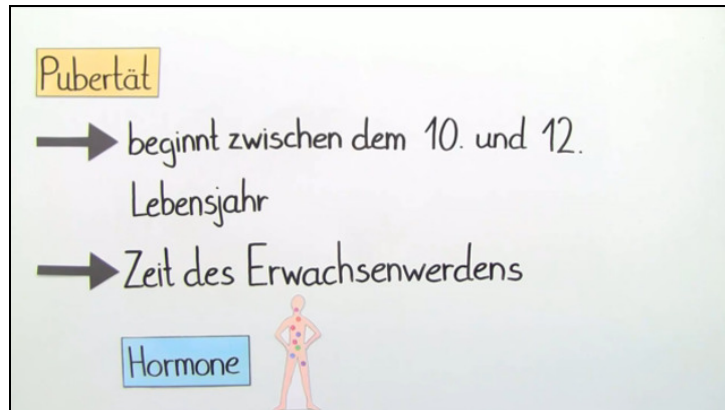 Pubertät
beginnt zwischen dem 10. und 12.
Lebensjahr
Zeit des Erwachsenwerdens
Hormone